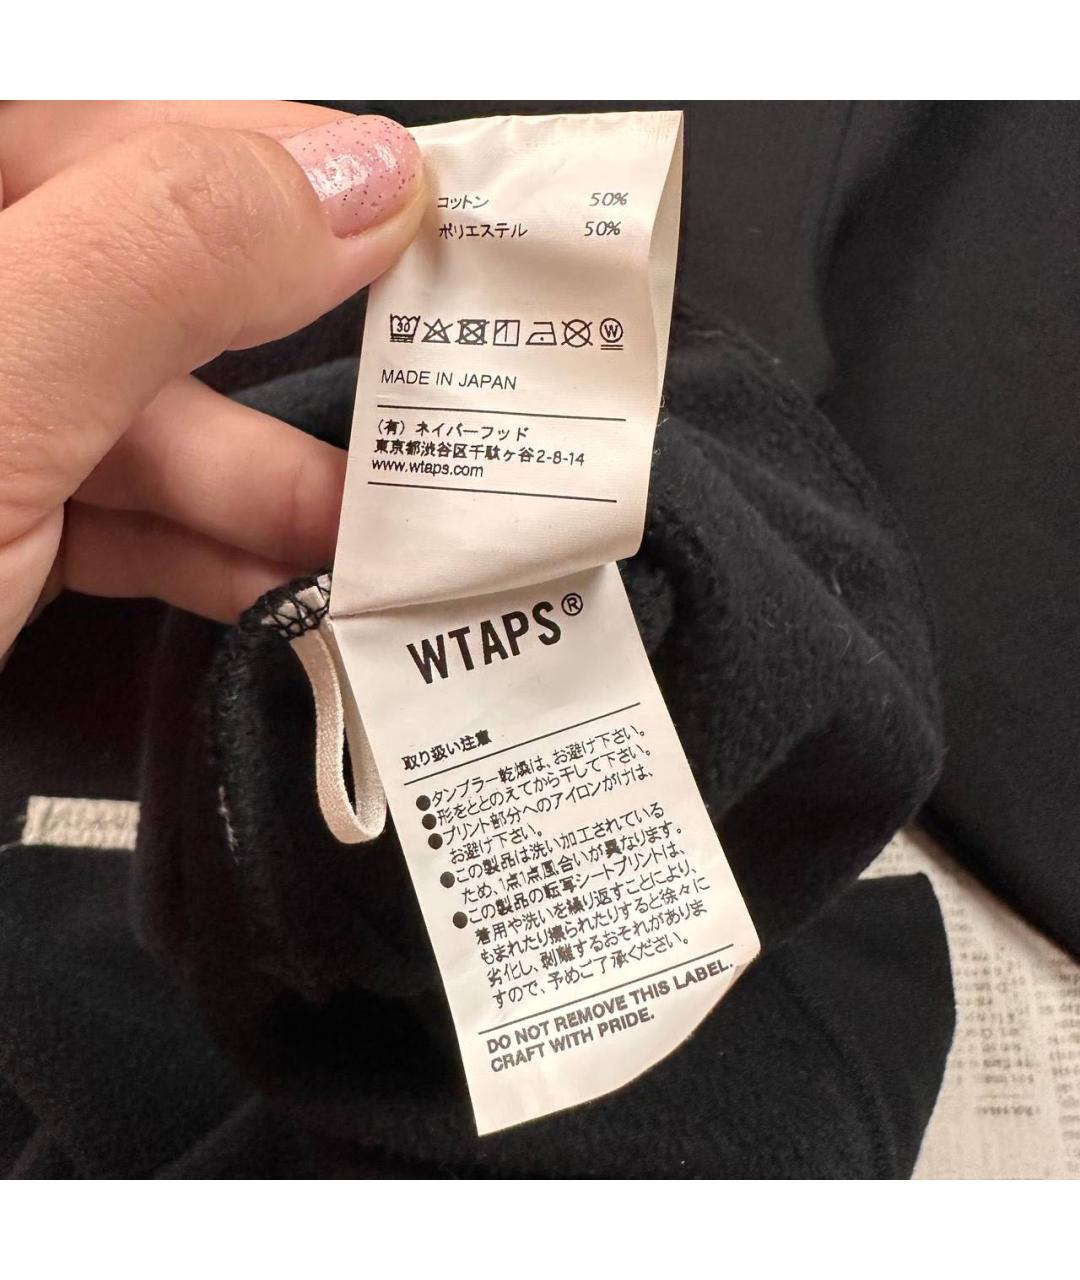 コットン 50%
ポリエステル 50%
30 W
MADE IN JAPAN
(有) ネイバーフッド
東京都渋谷区千駄ヶ谷2-8-14
www.wtaps.com
WTAPS®
取り扱い注意
●タンブラー乾燥は、お避け下さい。
●形をととのえてから干して下さい。
●プリント部分へのアイロンがけは、
お避け下さい。
●この製品は洗い加工されている
ため、1点1点風合いが異なります。
●この製品の転写シートプリントは、
着用や洗いを繰り返すことにより、
もまれたり擦られたりすると徐々に
劣化し、剥離するおそれがありま
すので、予めご了承ください。
DO NOT REMOVE THIS LABEL.
CRAFT WITH PRIDE.